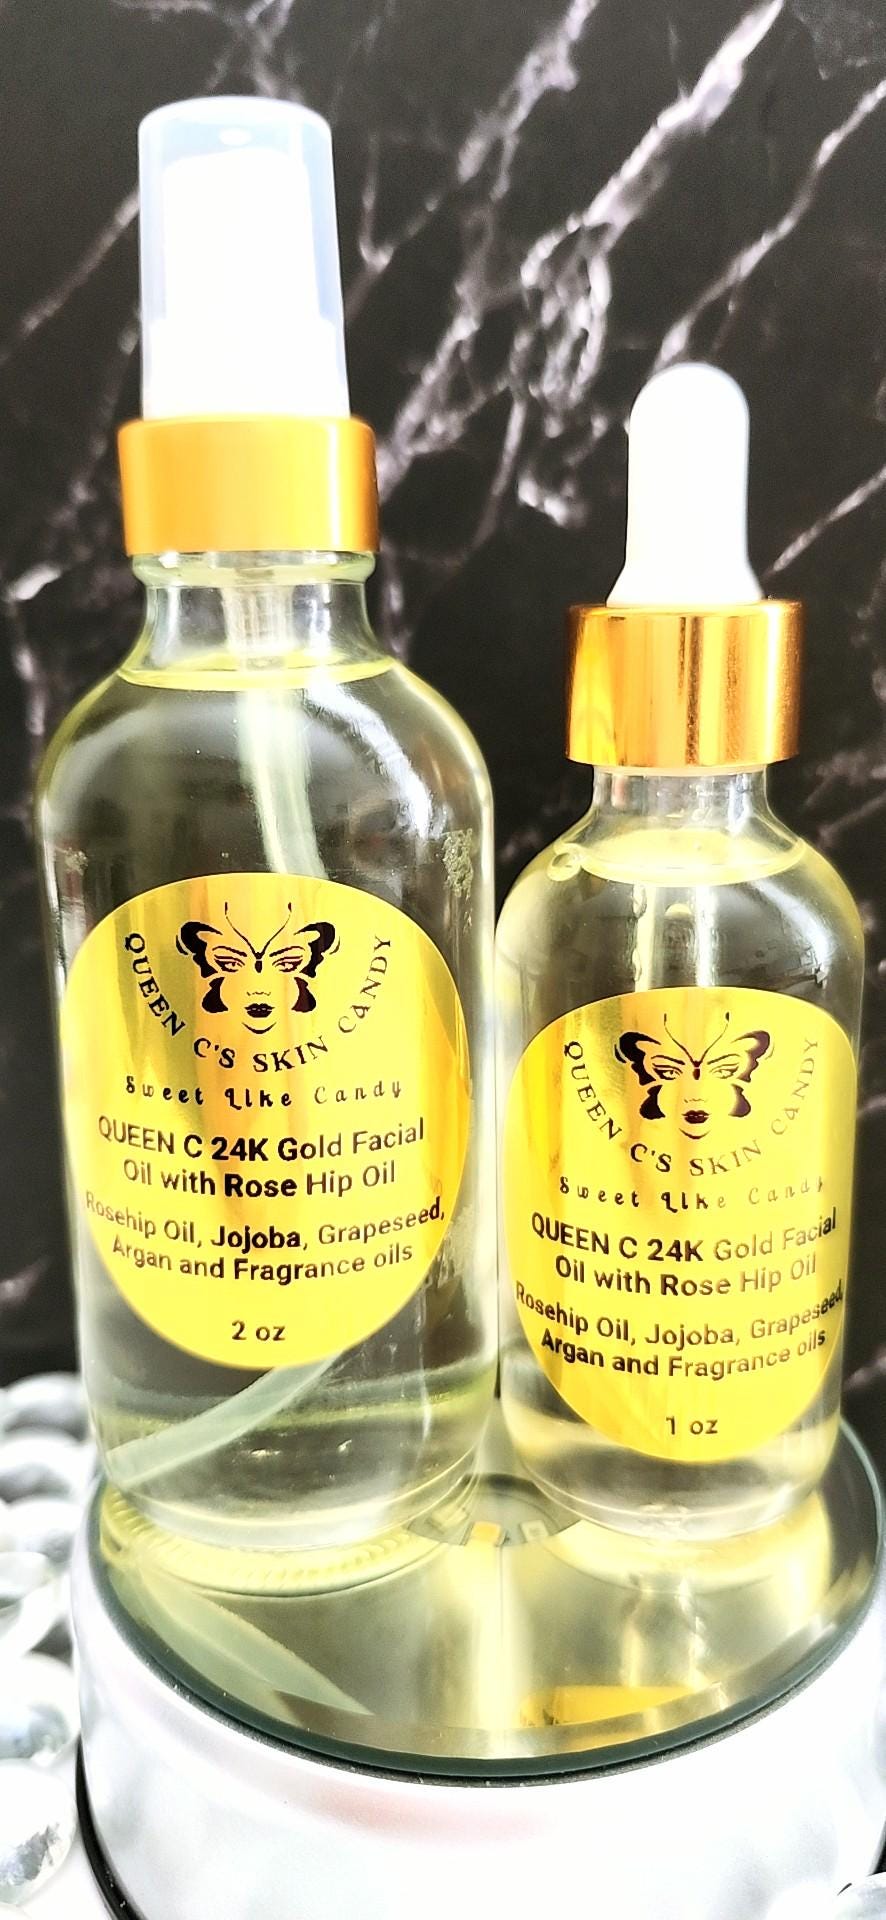 QUEEN C'S SKIN CANDY
Sweet Like Candy
QUEEN C 24K Gold Facial
Oil with Rose Hip Oil
Rosehip Oil, Jojoba, Grapeseed,
Argan and Fragrance oils
2 oz
QUEEN C'S SKIN CANDY
Sweet Like Candy
QUEEN C 24K Gold Facial
Oil with Rose Hip Oil
Rosehip Oil, Jojoba, Grapeseed,
Argan and Fragrance oils
1 oz